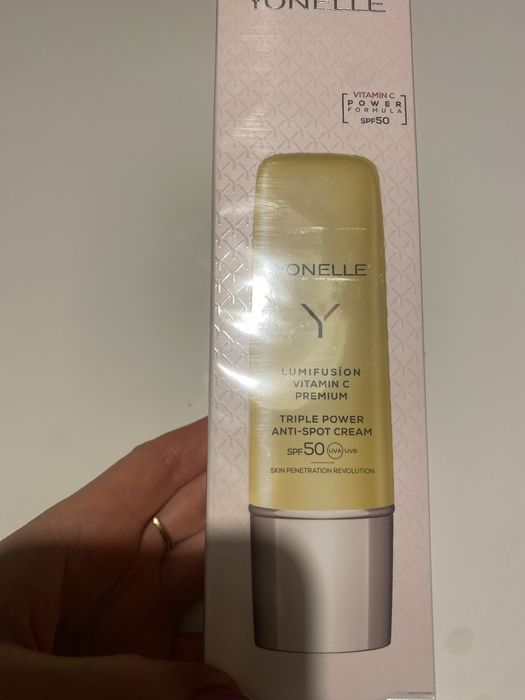 YONELLE
VITAMIN C
POWER
FORMULA
SPF50
YONELLE
Y
LUMIFUSÍON
VITAMIN C
PREMIUM
TRIPLE POWER
ANTI-SPOT CREAM
SPF 50 UVA UVB
SKIN PENETRATION REVOLUTION